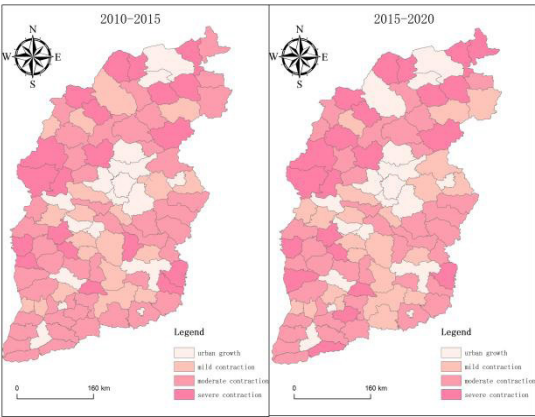 2010-2015
N
W E
S
Legend
urban growth
mild contraction
moderate contraction
severe contraction
0 160 km
2015-2020
N
W E
S
Legend
urban growth
mild contraction
moderate contraction
severe contraction
0 160 km